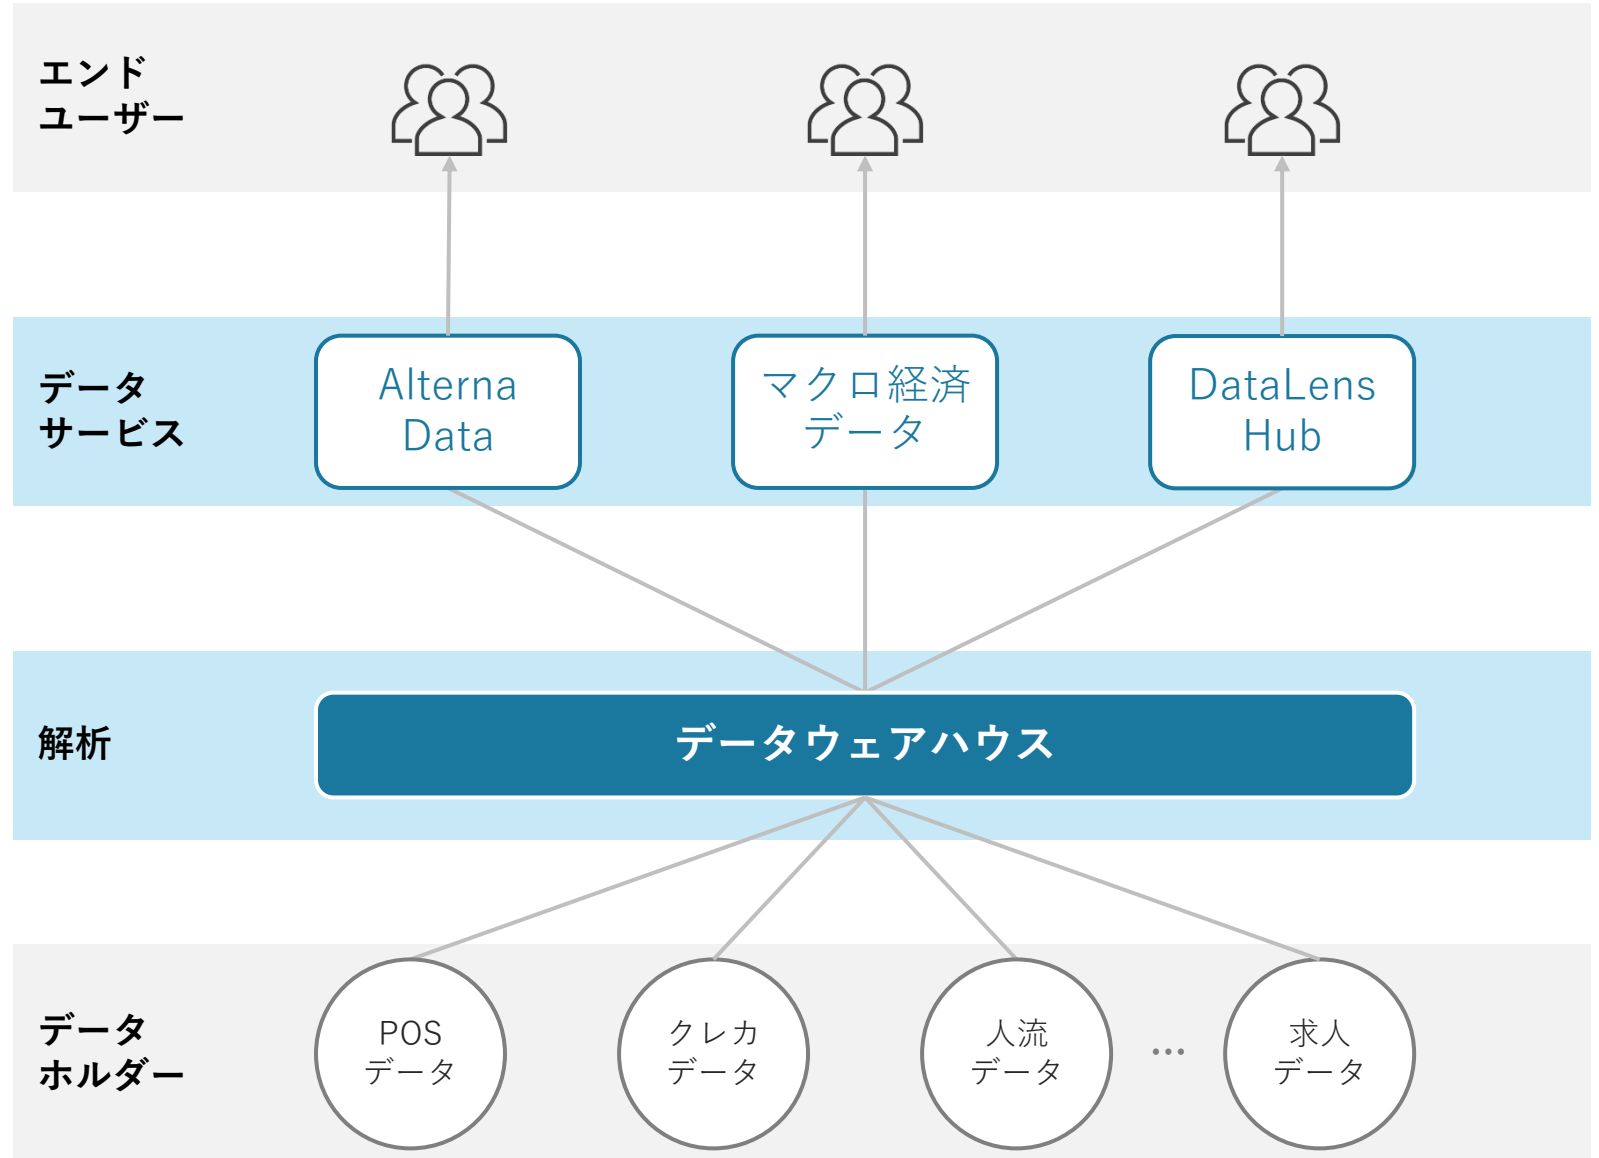 エンド
ユーザー
データ
サービス
Alterna
Data
マクロ経済
データ
DataLens
Hub
解析
データウェアハウス
データ
ホルダー
POS
データ
クレカ
データ
人流
データ
…
求人
データ